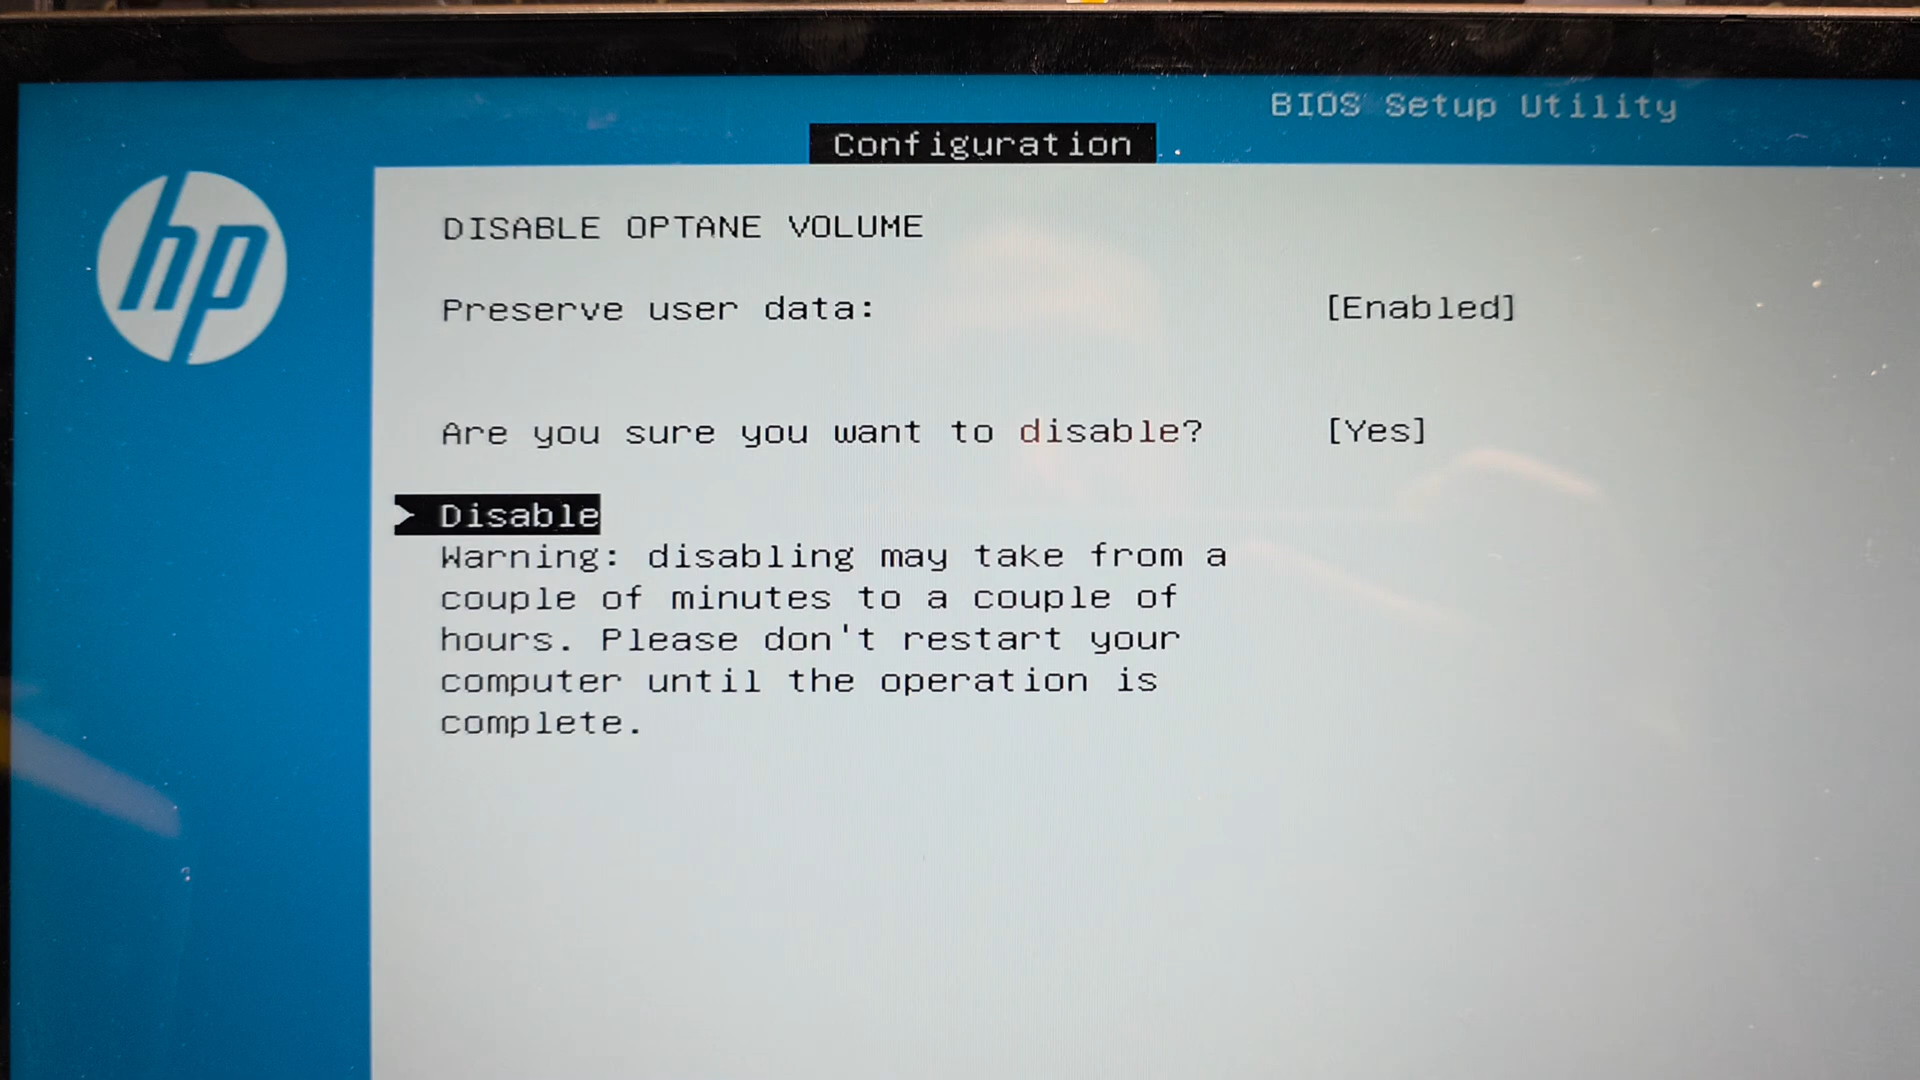 BIOS Setup Utility
Configuration
hp
DISABLE OPTANE VOLUME
Preserve user data: [Enabled]
Are you sure you want to disable? [Yes]
> Disable
Warning: disabling may take from a
couple of minutes to a couple of
hours. Please don't restart your
computer until the operation is
complete.